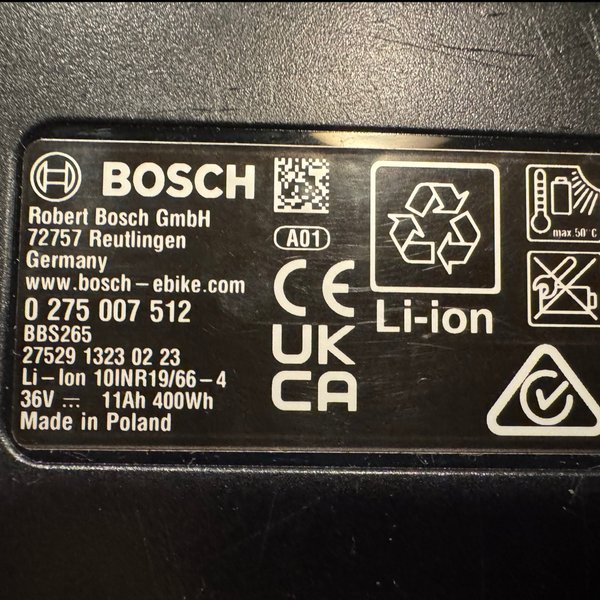 BOSCH
Robert Bosch GmbH
72757 Reutlingen
Germany
www.bosch-ebike.com
0 275 007 512
BBS265
27529 1323 02 23
Li-Ion 10INR19/66-4
36V ⎓ 11Ah 400Wh
Made in Poland
A01
CE
UK
CA
Li-ion
max.50°C